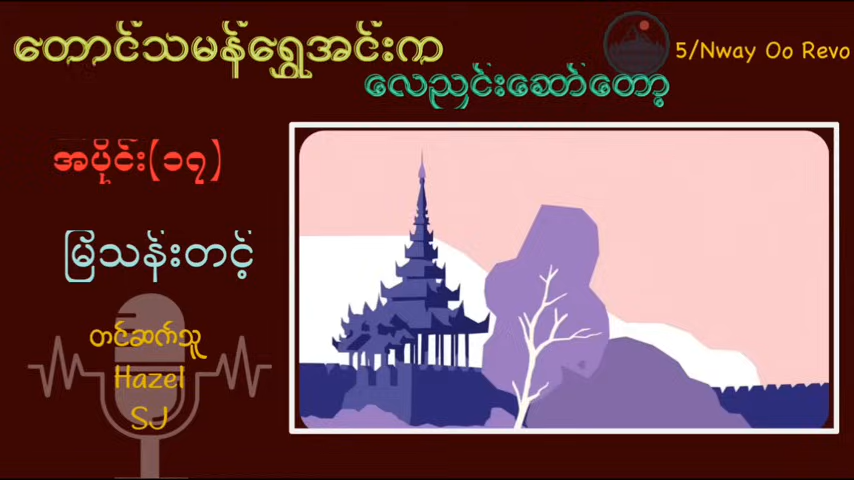 တောင်သမန်ရွှေအင်းက
လေညင်းဆော်တော့
5/Nway Oo Revo
အပိုင်း(၁၇)
မြသန်းတင့်
တင်ဆက်သူ
Hazel
SJ